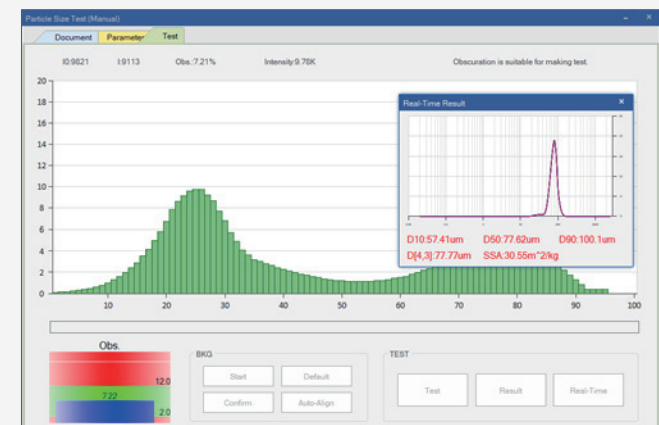 Particle Size Test (Manual)
Document Parameter Test
I0:9821 I:9113 Obs.:7.21% Intensity:9.78K Obscuration is suitable for making test.
20
18
16
14
12
10
8
6
4
2
0
10 20 30 40 50 60 70 80 90 100
Real-Time Result ×
D10:57.41um D50:77.62um D90:100.1um
D[4,3]:77.77um SSA:30.55m^2/kg
Obs.
12.0
7.22
2.0
BKG
Start Default
Confirm Auto-Align
TEST
Test Result Real-Time